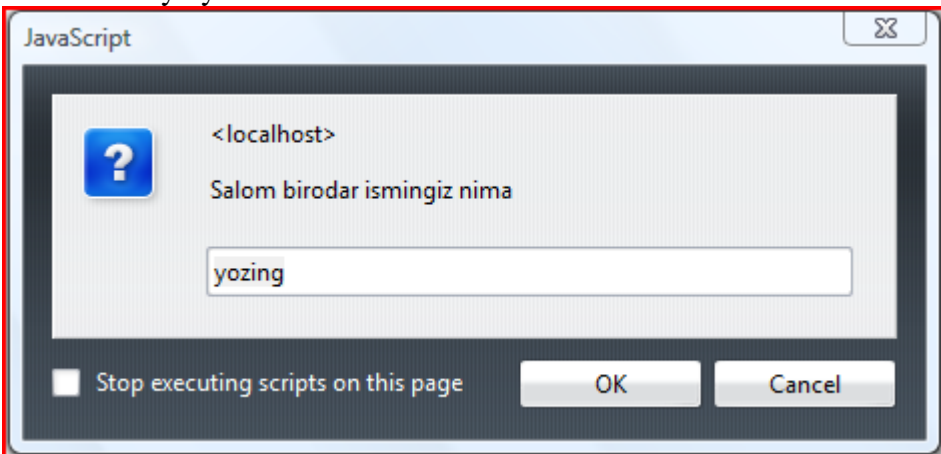 JavaScript
<localhost>
Salom birodar ismingiz nima
yozing
Stop executing scripts on this page
OK
Cancel